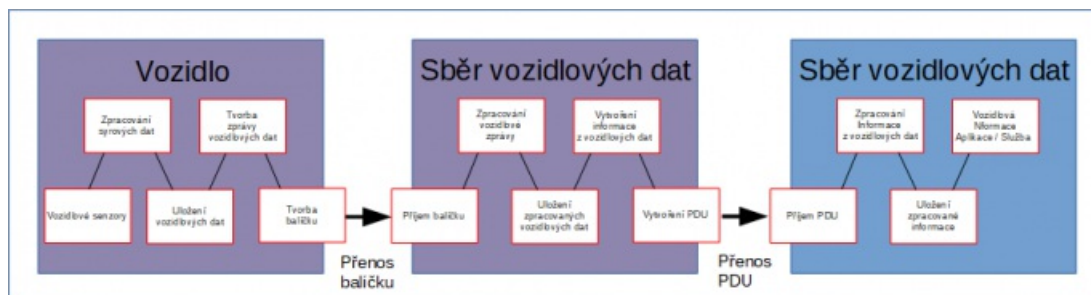 Vozidlo
Zpracování
syrových dat
Tvorba
zprávy
vozidlových dat
Vozidlové senzory
Uložení
vozidlových dat
Tvorba
balíčku
Přenos
balíčku
Sběr vozidlových dat
Zpracování
vozidlové
zprávy
Vytvoření
informace
z vozidlových dat
Příjem balíčku
Uložení
zpracovaných
vozidlových dat
Vytvoření PDU
Přenos
PDU
Sběr vozidlových dat
Zpracování
Informace
z vozidlových dat
Vozidlová
Nformace
Aplikace / Služba
Příjem PDU
Uložení
zpracované
informace